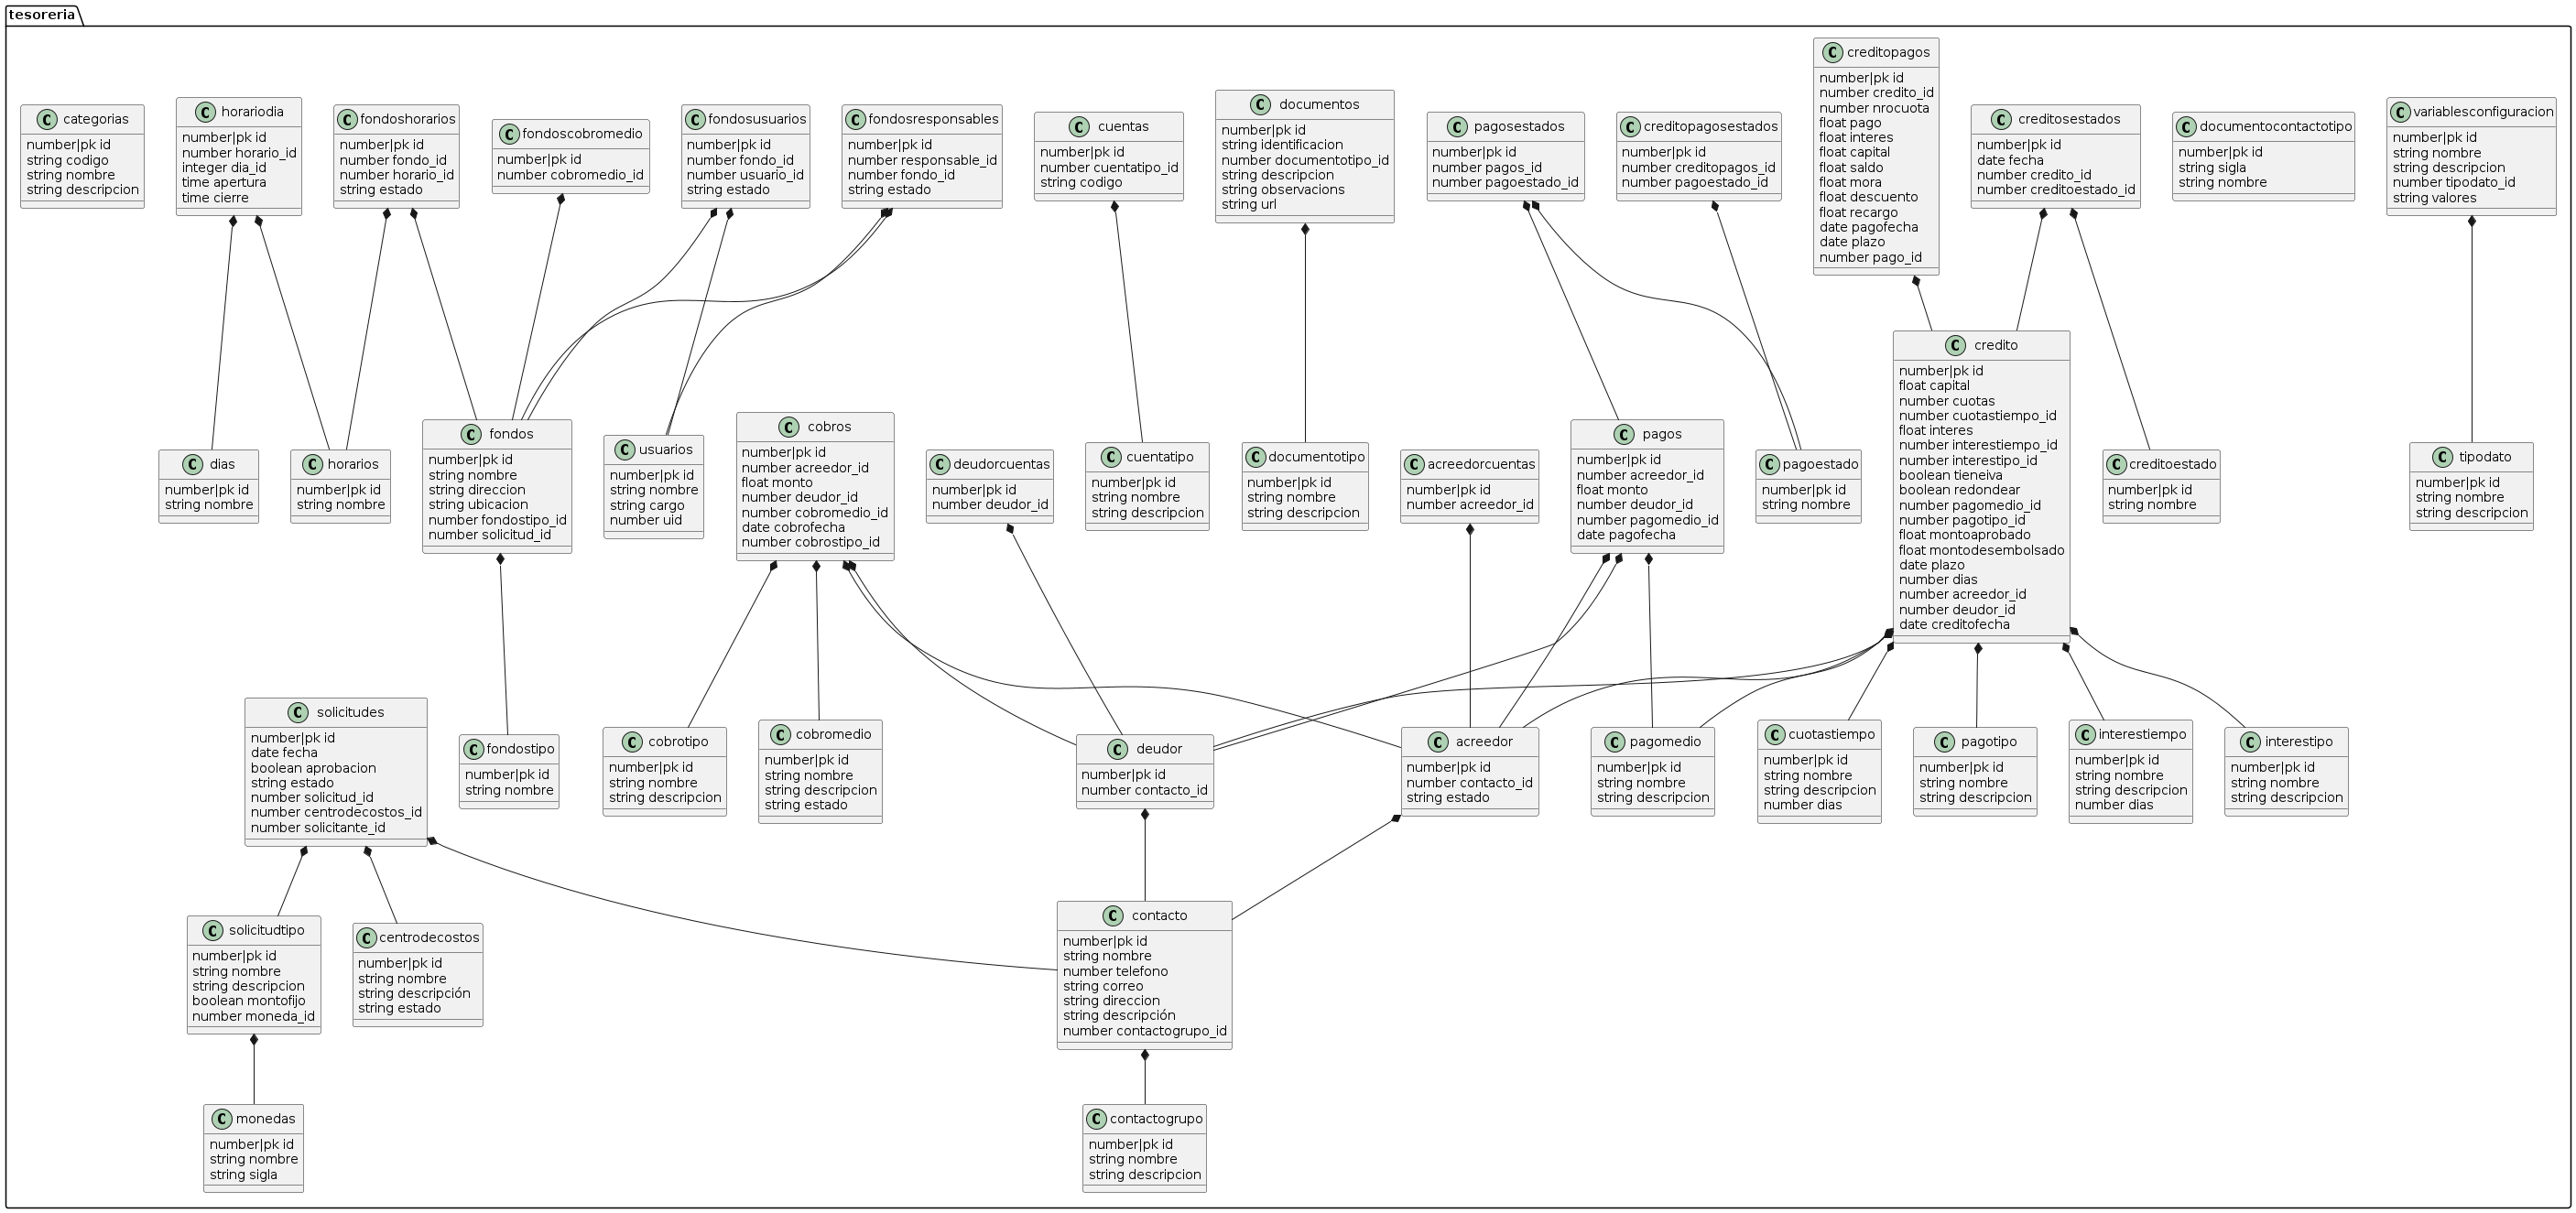 tesoreria
C categorias
number|pk id
string codigo
string nombre
string descripcion
C horariodia
number|pk id
number horario_id
integer dia_id
time apertura
time cierre
C fondoshorarios
number|pk id
number fondo_id
number horario_id
string estado
C fondoscobromedio
number|pk id
number cobromedio_id
C fondosusuarios
number|pk id
number fondo_id
number usuario_id
string estado
C fondosresponsables
number|pk id
number responsable_id
number fondo_id
string estado
C cuentas
number|pk id
number cuentatipo_id
string codigo
C documentos
number|pk id
string identificacion
number documentotipo_id
string descripcion
string observacions
string url
C pagosestados
number|pk id
number pagos_id
number pagoestado_id
C creditopagosestados
number|pk id
number creditopagos_id
number pagoestado_id
C creditopagos
number|pk id
number credito_id
number nrocuota
float pago
float interes
float capital
float saldo
float mora
float descuento
float recargo
date pagofecha
date plazo
number pago_id
C creditosestados
number|pk id
date fecha
number credito_id
number creditoestado_id
C documentocontactotipo
number|pk id
string sigla
string nombre
C variablesconfiguracion
number|pk id
string nombre
string descripcion
number tipodato_id
string valores
C dias
number|pk id
string nombre
C horarios
number|pk id
string nombre
C fondos
number|pk id
string nombre
string direccion
string ubicacion
number fondostipo_id
number solicitud_id
C usuarios
number|pk id
string nombre
string cargo
number uid
C cobros
number|pk id
number acreedor_id
float monto
number deudor_id
number cobromedio_id
date cobrofecha
number cobrostipo_id
C deudorcuentas
number|pk id
number deudor_id
C cuentatipo
number|pk id
string nombre
string descripcion
C documentotipo
number|pk id
string nombre
string descripcion
C acreedorcuentas
number|pk id
number acreedor_id
C pagos
number|pk id
number acreedor_id
float monto
number deudor_id
number pagomedio_id
date pagofecha
C pagoestado
number|pk id
string nombre
C credito
number|pk id
float capital
number cuotas
number cuotastiempo_id
float interes
number interestiempo_id
number interestipo_id
boolean tieneiva
boolean redondear
number pagomedio_id
number pagotipo_id
float montoaprobado
float montodesembolsado
date plazo
number dias
number acreedor_id
number deudor_id
date creditofecha
C creditoestado
number|pk id
string nombre
C tipodato
number|pk id
string nombre
string descripcion
C solicitudes
number|pk id
date fecha
boolean aprobacion
string estado
number solicitud_id
number centrodecostos_id
number solicitante_id
C fondostipo
number|pk id
string nombre
C cobrotipo
number|pk id
string nombre
string descripcion
C cobromedio
number|pk id
string nombre
string descripcion
string estado
C deudor
number|pk id
number contacto_id
C acreedor
number|pk id
number contacto_id
string estado
C pagomedio
number|pk id
string nombre
string descripcion
C cuotastiempo
number|pk id
string nombre
string descripcion
number dias
C pagotipo
number|pk id
string nombre
string descripcion
C interestiempo
number|pk id
string nombre
string descripcion
number dias
C interestipo
number|pk id
string nombre
string descripcion
C solicitudtipo
number|pk id
string nombre
string descripcion
boolean montofijo
number moneda_id
C centrodecostos
number|pk id
string nombre
string descripción
string estado
C contacto
number|pk id
string nombre
number telefono
string correo
string direccion
string descripción
number contactogrupo_id
C monedas
number|pk id
string nombre
string sigla
C contactogrupo
number|pk id
string nombre
string descripcion